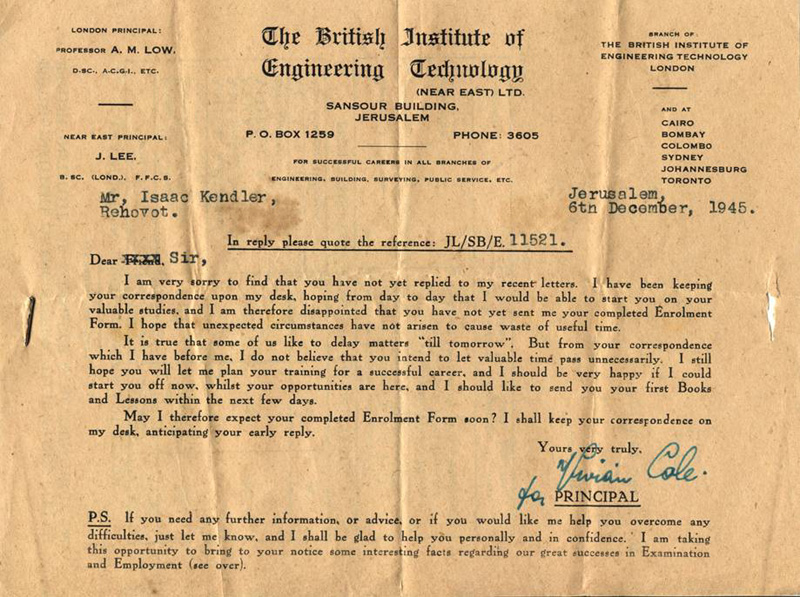 LONDON PRINCIPAL:
PROFESSOR A. M. LOW.
D.SC., A.C.G.I., ETC.
NEAR EAST PRINCIPAL:
J. LEE.
B. SC. (LOND.), F. F. C. S.
The British Institute of
Engineering Technology
(NEAR EAST) LTD.
SANSOUR BUILDING,
JERUSALEM
P. O. BOX 1259 PHONE: 3605
FOR SUCCESSFUL CAREERS IN ALL BRANCHES OF
ENGINEERING, BUILDING, SURVEYING, PUBLIC SERVICE, ETC.
BRANCH OF:
THE BRITISH INSTITUTE OF
ENGINEERING TECHNOLOGY
LONDON
AND AT
CAIRO
BOMBAY
COLOMBO
SYDNEY
JOHANNESBURG
TORONTO
Mr, Isaac Kendler,
Rehovot.
Jerusalem,
6th December, 1945.
In reply please quote the reference: JL/SB/E. 11521.
Dear Friend, Sir,
I am very sorry to find that you have not yet replied to my recent letters. I have been keeping
your correspondence upon my desk, hoping from day to day that I would be able to start you on your
valuable studies, and I am therefore disappointed that you have not yet sent me your completed Enrolment
Form. I hope that unexpected circumstances have not arisen to cause waste of useful time.
It is true that some of us like to delay matters "till tomorrow". But from your correspondence
which I have before me, I do not believe that you intend to let valuable time pass unnecessarily. I still
hope you will let me plan your training for a successful career, and I should be very happy if I could
start you off now, whilst your opportunities are here, and I should like to send you your first Books
and Lessons within the next few days.
May I therefore expect your completed Enrolment Form soon? I shall keep your correspondence on
my desk, anticipating your early reply.
Yours very truly,
Vivian Cole.
for PRINCIPAL
P.S. If you need any further information, or advice, or if you would like me help you overcome any
difficulties, just let me know, and I shall be glad to help you personally and in confidence. I am taking
this opportunity to bring to your notice some interesting facts regarding our great successes in Examination
and Employment (see over).